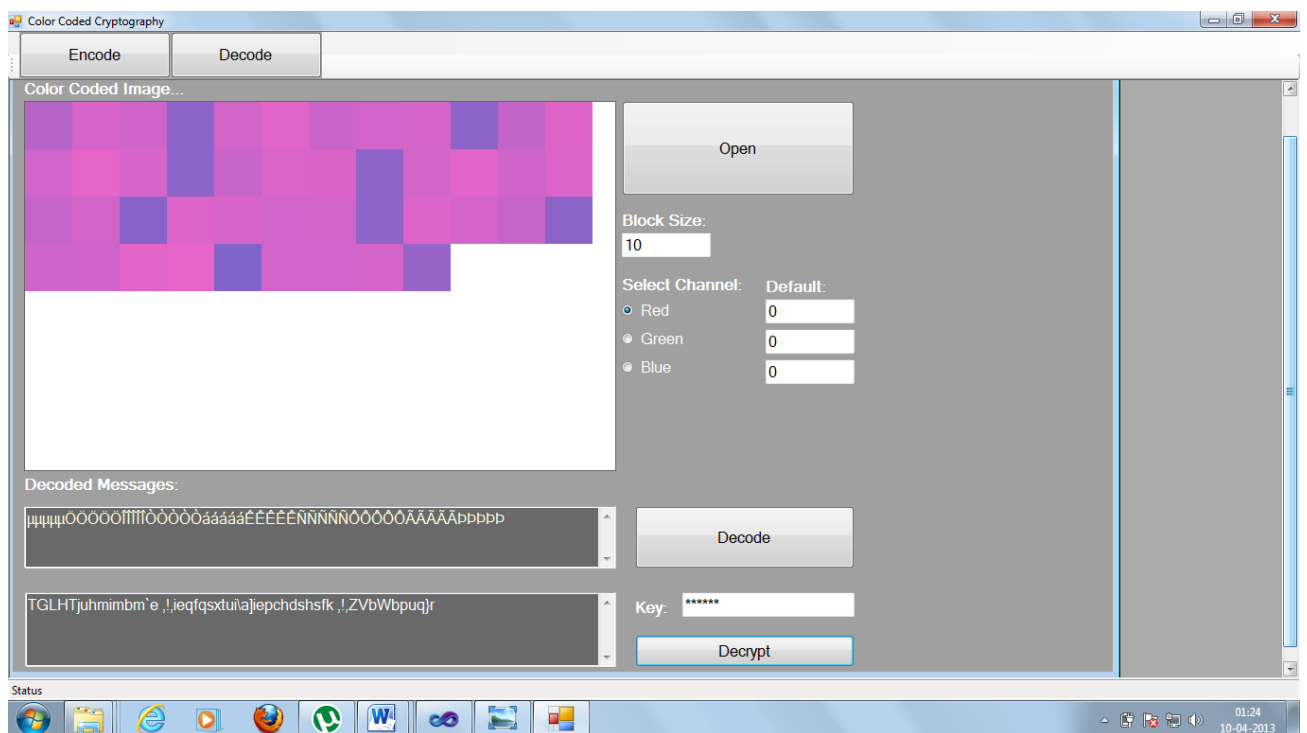 Color Coded Cryptography
Encode Decode
Color Coded Image...
Open
Block Size:
10
Select Channel: Default:
Red 0
Green 0
Blue 0
Decoded Messages:
µµµµµÖÖÖÖÖÎÎÎÎÎÒÒÒÒÒáááááÊÊÊÊÊÑÑÑÑÑÔÔÔÔÔÃÃÃÃÃÞÞÞÞÞ
Decode
TGLHTjuhmimbm`e ,!,ieqfqsxtui\a]iepchdshsfk ,!,ZVbWbpuq}r
Key: ******
Decrypt
Status
01:24
10-04-2013